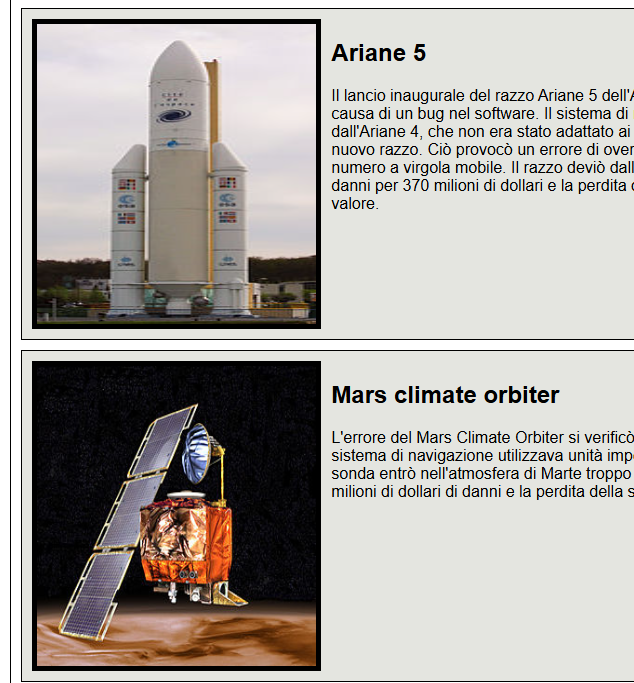 Ariane 5
Il lancio inaugurale del razzo Ariane 5 dell'A
causa di un bug nel software. Il sistema di
dall'Ariane 4, che non era stato adattato ai
nuovo razzo. Ciò provocò un errore di over
numero a virgola mobile. Il razzo deviò dall
danni per 370 milioni di dollari e la perdita
valore.
cité
de
l'espace
Mars climate orbiter
L'errore del Mars Climate Orbiter si verificò
sistema di navigazione utilizzava unità imp
sonda entrò nell'atmosfera di Marte troppo
milioni di dollari di danni e la perdita della s